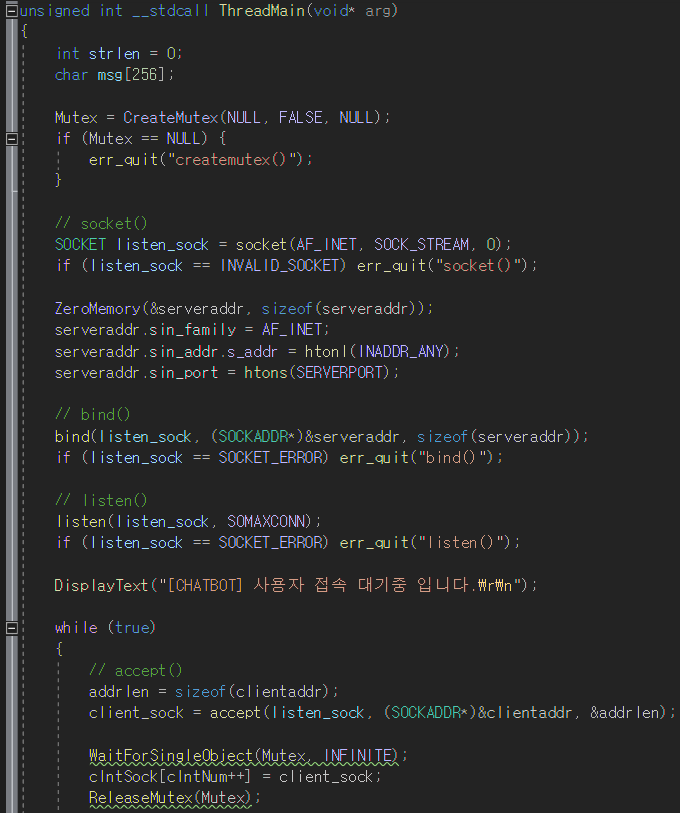 unsigned int __stdcall ThreadMain(void* arg)
{
int strlen = 0;
char msg[256];
Mutex = CreateMutex(NULL, FALSE, NULL);
if (Mutex == NULL) {
err_quit("createmutex()");
}
// socket()
SOCKET listen_sock = socket(AF_INET, SOCK_STREAM, 0);
if (listen_sock == INVALID_SOCKET) err_quit("socket()");
ZeroMemory(&serveraddr, sizeof(serveraddr));
serveraddr.sin_family = AF_INET;
serveraddr.sin_addr.s_addr = htonl(INADDR_ANY);
serveraddr.sin_port = htons(SERVERPORT);
// bind()
bind(listen_sock, (SOCKADDR*)&serveraddr, sizeof(serveraddr));
if (listen_sock == SOCKET_ERROR) err_quit("bind()");
// listen()
listen(listen_sock, SOMAXCONN);
if (listen_sock == SOCKET_ERROR) err_quit("listen()");
DisplayText("[CHATBOT] 사용자 접속 대기중 입니다.₩r₩n");
while (true)
{
// accept()
addrlen = sizeof(clientaddr);
client_sock = accept(listen_sock, (SOCKADDR*)&clientaddr, &addrlen);
WaitForSingleObject(Mutex, INFINITE);
clntSock[clntNum++] = client_sock;
ReleaseMutex(Mutex);